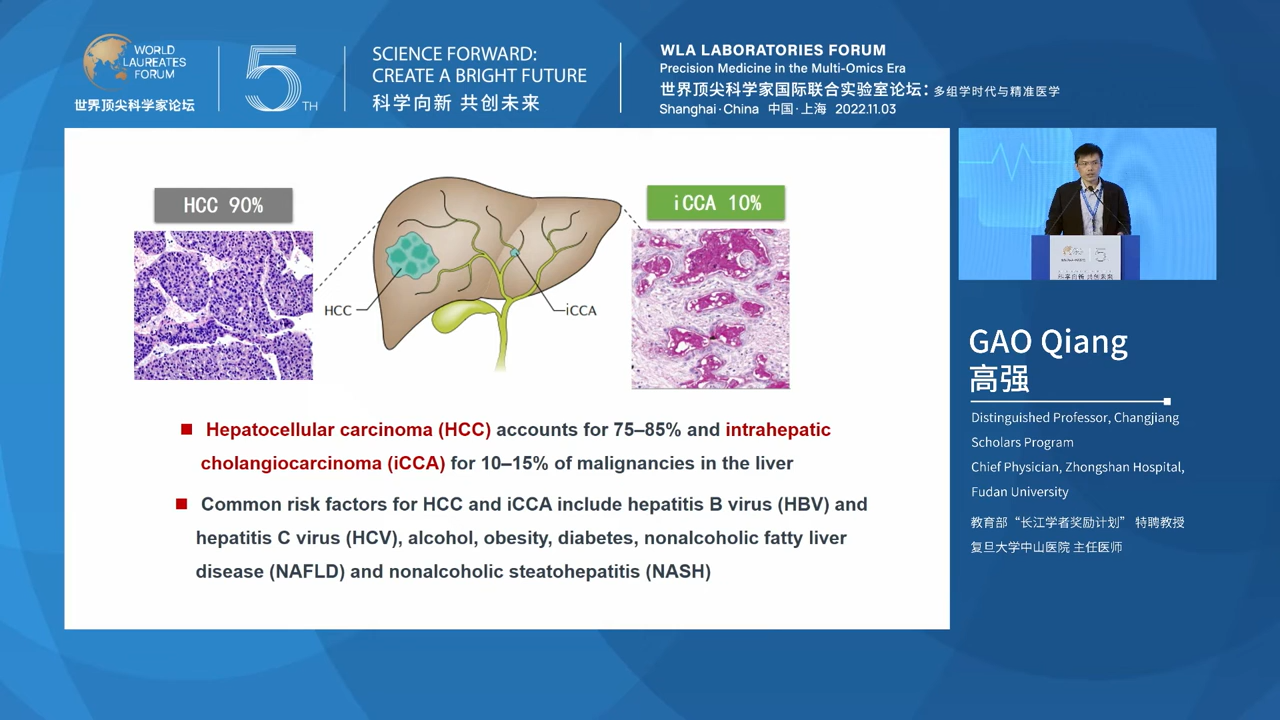 WORLD
LAUREATES
FORUM
世界顶尖科学家论坛
5TH
SCIENCE FORWARD:
CREATE A BRIGHT FUTURE
科学向新 共创未来
WLA LABORATORIES FORUM
Precision Medicine in the Multi-Omics Era
世界顶尖科学家国际联合实验室论坛：多组学时代与精准医学
Shanghai·China 中国·上海 2022.11.03
HCC 90%
iCCA 10%
HCC
iCCA
■ Hepatocellular carcinoma (HCC) accounts for 75–85% and intrahepatic
cholangiocarcinoma (iCCA) for 10–15% of malignancies in the liver
■ Common risk factors for HCC and iCCA include hepatitis B virus (HBV) and
hepatitis C virus (HCV), alcohol, obesity, diabetes, nonalcoholic fatty liver
disease (NAFLD) and nonalcoholic steatohepatitis (NASH)
科学向新 共创未来
GAO Qiang
高强
Distinguished Professor, Changjiang
Scholars Program
Chief Physician, Zhongshan Hospital,
Fudan University
教育部“长江学者奖励计划” 特聘教授
复旦大学中山医院 主任医师